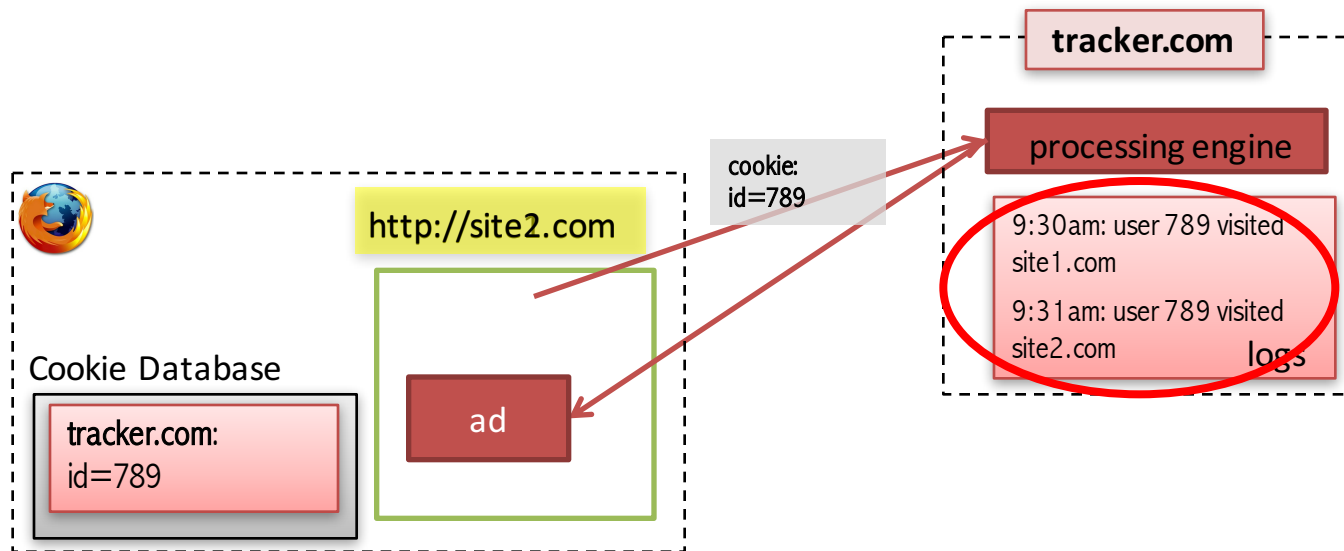 tracker.com
processing engine
cookie:
id=789
http://site2.com
9:30am: user 789 visited
site1.com
9:31am: user 789 visited
site2.com
logs
Cookie Database
tracker.com:
id=789
ad